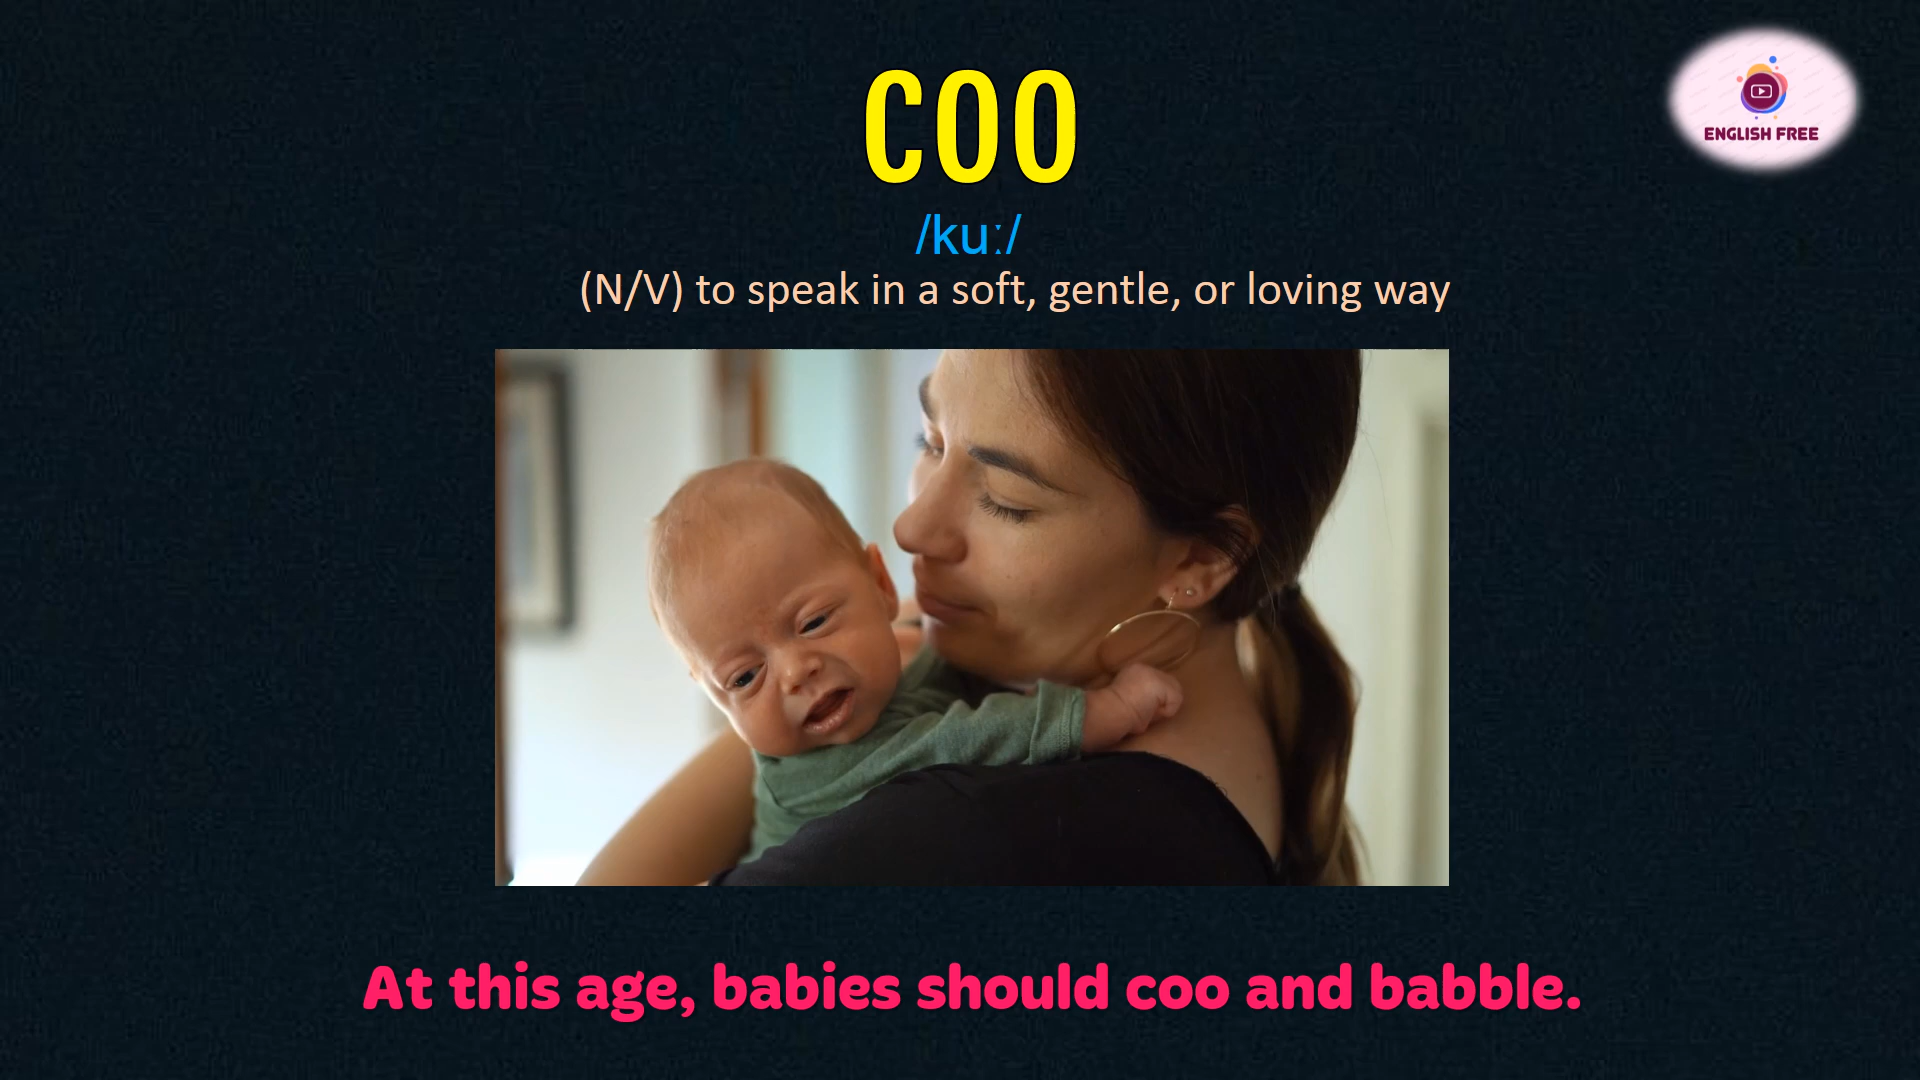 COO
ENGLISH FREE
/kuː/
(N/V) to speak in a soft, gentle, or loving way
At this age, babies should coo and babble.